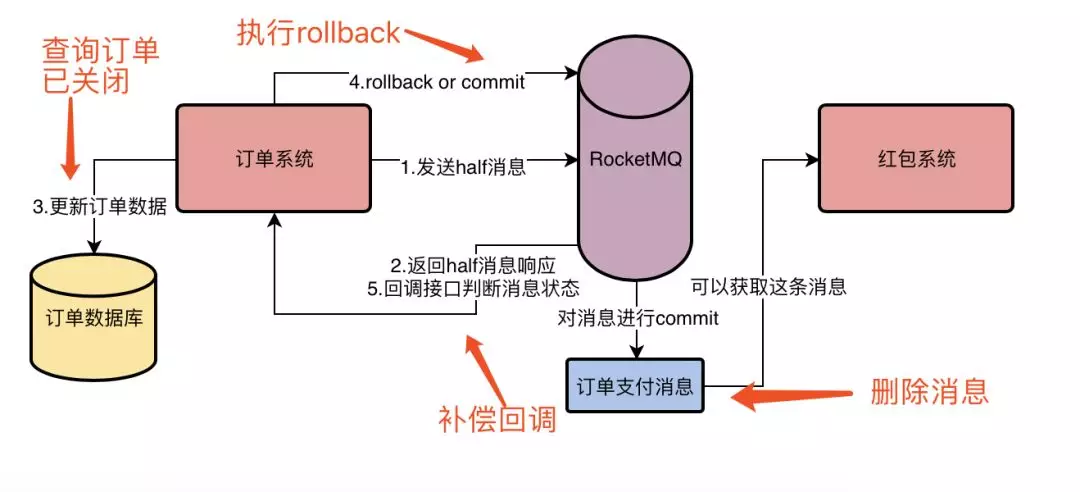 执行rollback
查询订单
已关闭
4.rollback or commit
订单系统
1.发送half消息
RocketMQ
红包系统
3.更新订单数据
2.返回half消息响应
5.回调接口判断消息状态
可以获取这条消息
订单数据库
对消息进行commit
订单支付消息
删除消息
补偿回调